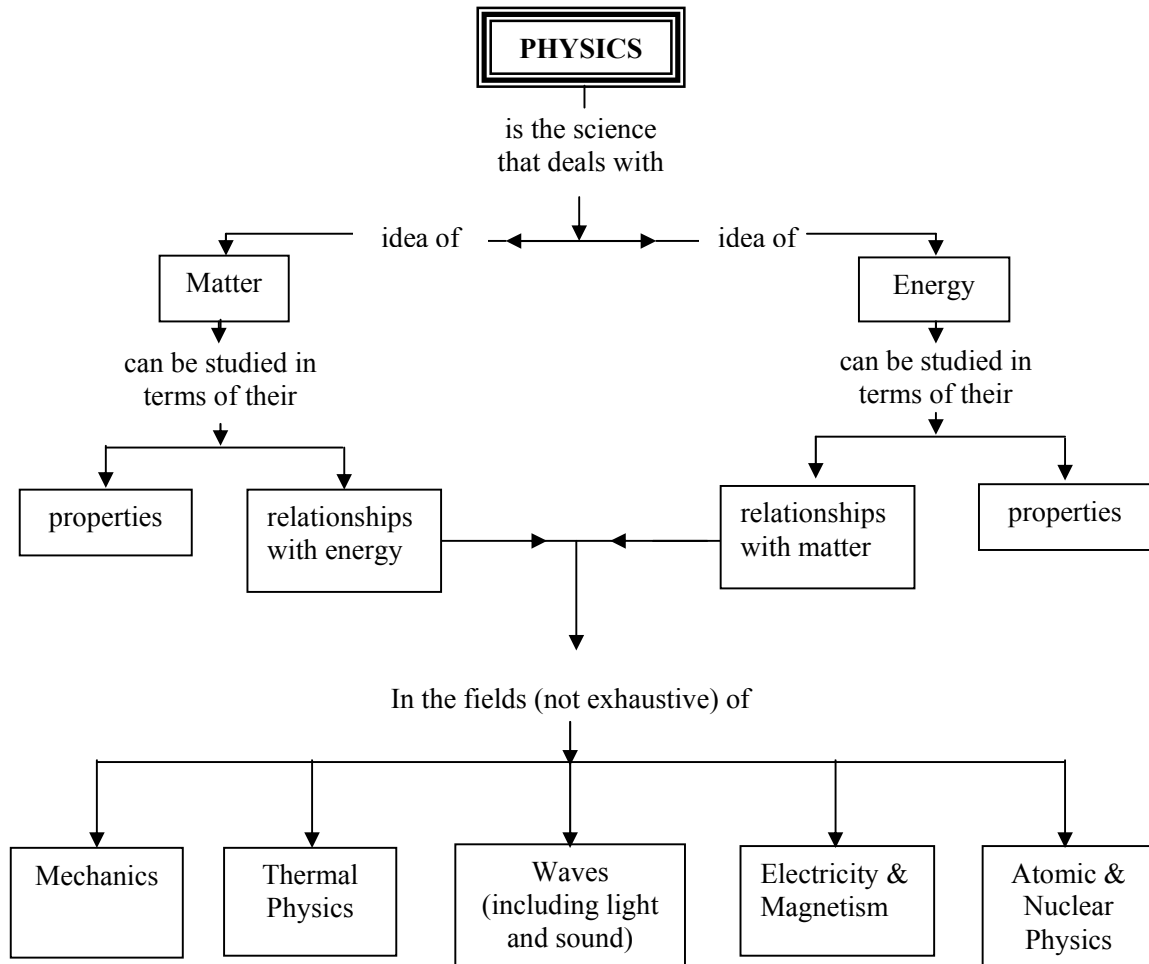 PHYSICS
is the science
that deals with
idea of
idea of
Matter
Energy
can be studied in
terms of their
can be studied in
terms of their
properties
relationships
with energy
relationships
with matter
properties
In the fields (not exhaustive) of
Mechanics
Thermal
Physics
Waves
(including light
and sound)
Electricity &
Magnetism
Atomic &
Nuclear
Physics